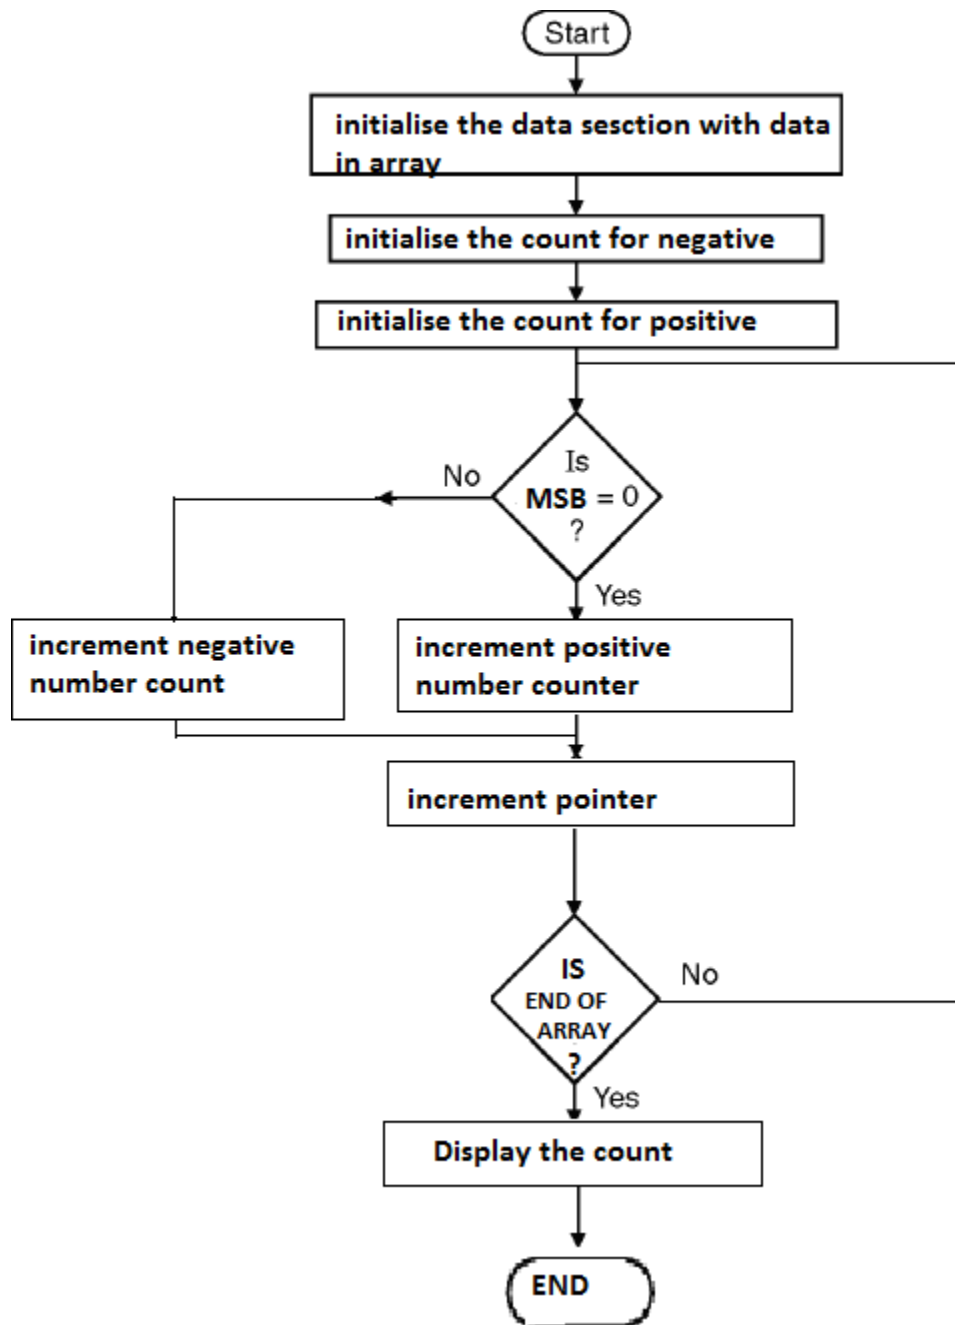 Start
initialise the data sesction with data
in array
initialise the count for negative
initialise the count for positive
Is
MSB = 0
?
No
Yes
increment negative
number count
increment positive
number counter
increment pointer
IS
END OF
ARRAY
?
No
Yes
Display the count
END